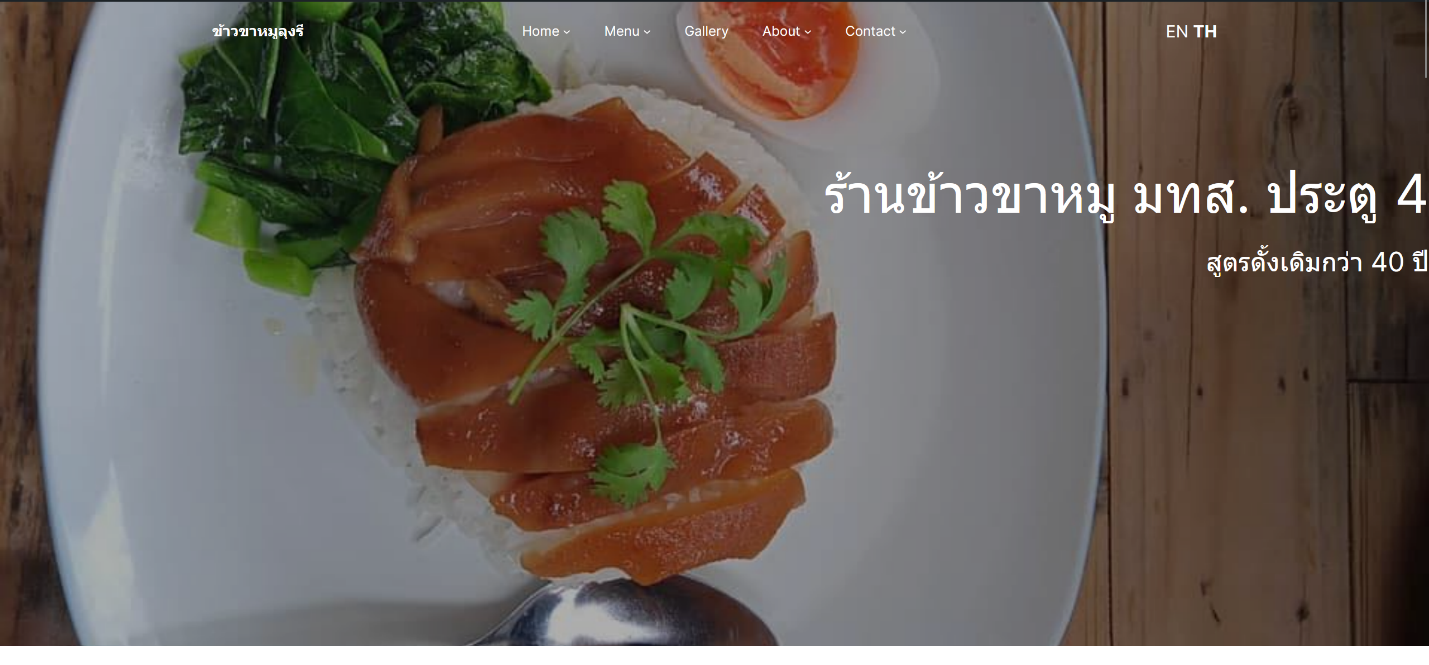 ข้าวขาหมูลุงรี
Home Menu Gallery About Contact
EN TH
ร้านข้าวขาหมู มทส. ประตู 4
สูตรดั้งเดิมกว่า 40 ปี